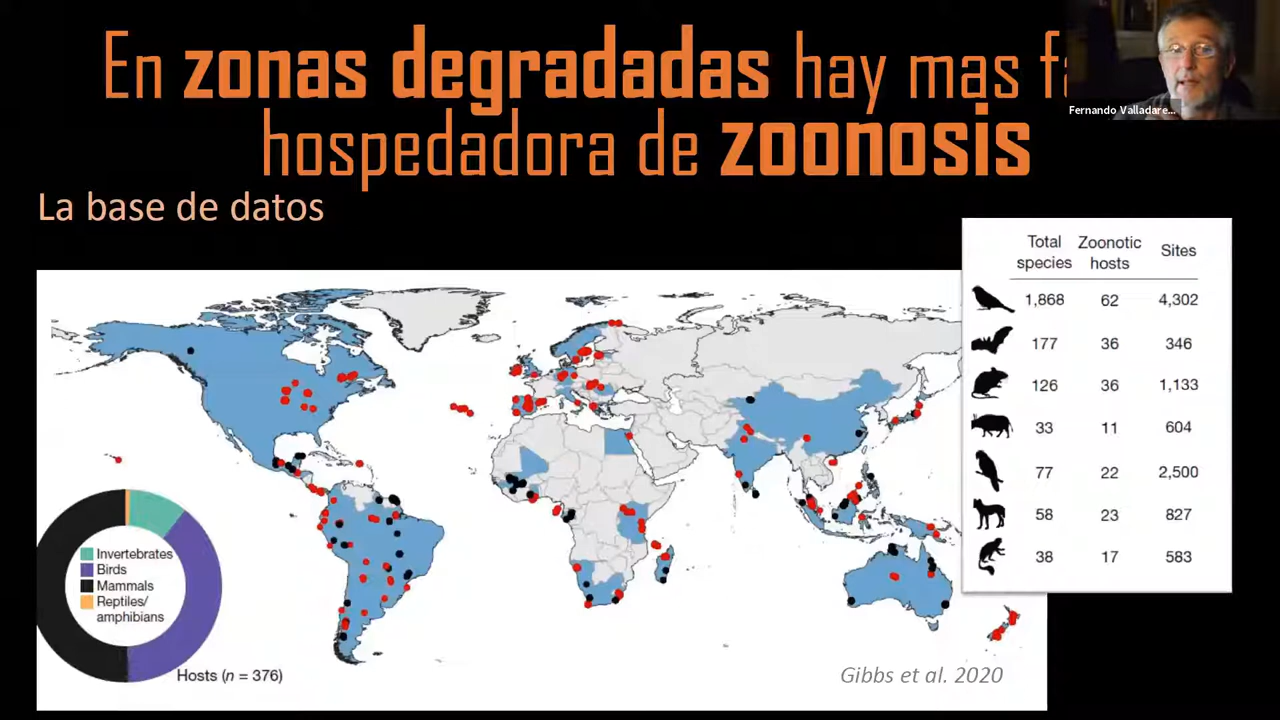 En zonas degradadas hay mas
hospedadora de zoonosis
Fernando Valladare...
La base de datos
Total species Zoonotic hosts Sites
1,868 62 4,302
177 36 346
126 36 1,133
33 11 604
77 22 2,500
58 23 827
38 17 583
Invertebrates
Birds
Mammals
Reptiles/
amphibians
Hosts (n = 376)
Gibbs et al. 2020